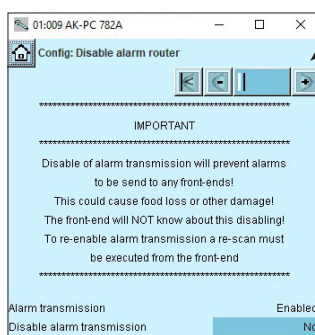 01:009 AK-PC 782A
Config: Disable alarm router
************************************************************
IMPORTANT
************************************************************
Disable of alarm transmission will prevent alarms
to be send to any front-ends!
This could cause food loss or other damage!
The front-end will NOT know about this disabling!
To re-enable alarm transmission a re-scan must
be executed from the front-end
************************************************************
Alarm transmission Enabled
Disable alarm transmission No